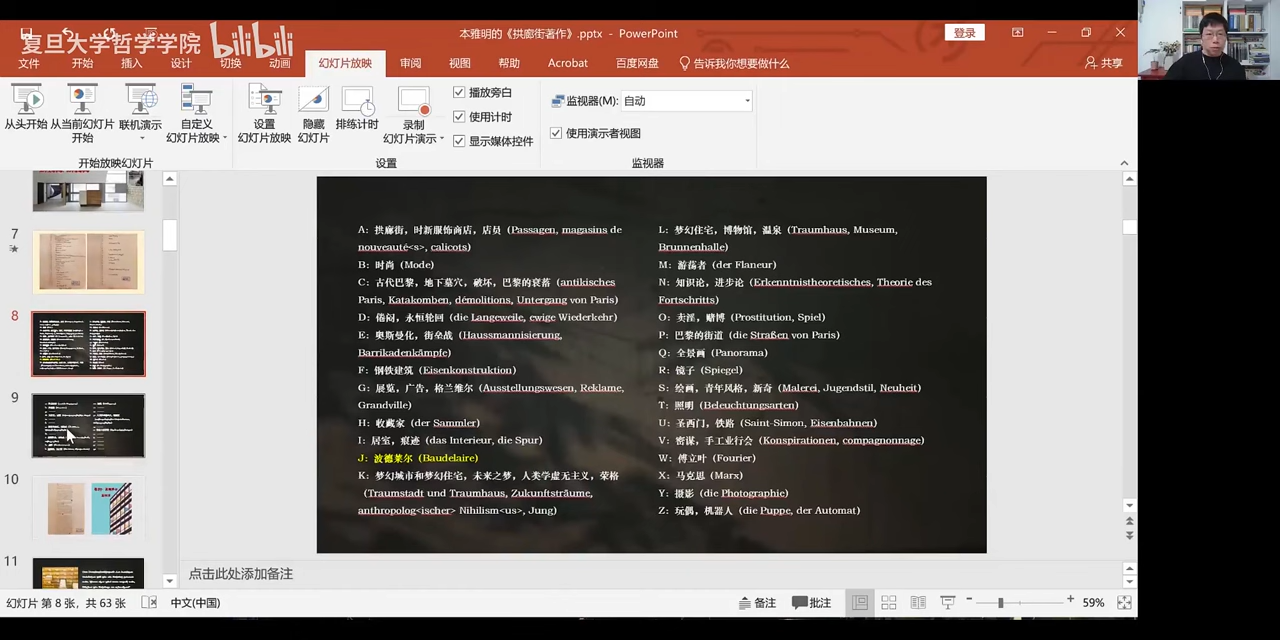 复旦大学哲学学院 bilibili
本雅明的《拱廊街著作》.pptx - PowerPoint
登录
文件 开始 插入 设计 切换 动画 幻灯片放映 审阅 视图 帮助 Acrobat 百度网盘 告诉我你想要做什么 共享
从头开始 从当前幻灯片开始 联机演示 自定义幻灯片放映 设置幻灯片放映 隐藏幻灯片 排练计时 录制幻灯片演示
播放旁白
使用计时
显示媒体控件
监视器(M): 自动
使用演示者视图
开始放映幻灯片 设置 监视器
7
8
9
10
11
A：拱廊街，时新服饰商店，店员（Passagen, magasins de
nouveauté<s>, calicots）
B：时尚（Mode）
C：古代巴黎，地下墓穴，破坏，巴黎的衰落（antikisches
Paris, Katakomben, démolitions, Untergang von Paris）
D：倦闷，永恒轮回（die Langeweile, ewige Wiederkehr）
E：奥斯曼化，街垒战（Haussmannisierung,
Barrikadenkämpfe）
F：钢铁建筑（Eisenkonstruktion）
G：展览，广告，格兰维尔（Ausstellungswesen, Reklame,
Grandville）
H：收藏家（der Sammler）
I：居室，痕迹（das Interieur, die Spur）
J：波德莱尔（Baudelaire）
K：梦幻城市和梦幻住宅，未来之梦，人类学虚无主义，荣格
（Traumstadt und Traumhaus, Zukunftsträume,
anthropolog<ischer> Nihilism<us>, Jung）
L：梦幻住宅，博物馆，温泉（Traumhaus, Museum,
Brunnenhalle）
M：游荡者（der Flaneur）
N：知识论，进步论（Erkenntnistheoretisches, Theorie des
Fortschritts）
O：卖淫，赌博（Prostitution, Spiel）
P：巴黎的街道（die Straßen von Paris）
Q：全景画（Panorama）
R：镜子（Spiegel）
S：绘画，青年风格，新奇（Malerei, Jugendstil, Neuheit）
T：照明（Beleuchtungsarten）
U：圣西门，铁路（Saint-Simon, Eisenbahnen）
V：密谋，手工业行会（Konspirationen, compagnonnage）
W：傅立叶（Fourier）
X：马克思（Marx）
Y：摄影（die Photographie）
Z：玩偶，机器人（die Puppe, der Automat）
点击此处添加备注
幻灯片 第 8 张，共 63 张 中文(中国) 备注 批注 59%